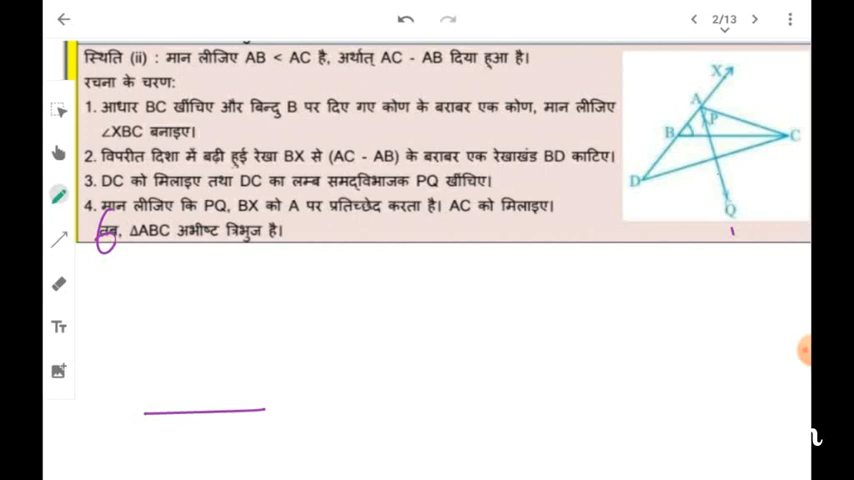 2/13
स्थिति (ii) : मान लीजिए AB < AC है, अर्थात् AC - AB दिया हुआ है।
रचना के चरण:
1. आधार BC खींचिए और बिन्दु B पर दिए गए कोण के बराबर एक कोण, मान लीजिए
∠XBC बनाइए।
2. विपरीत दिशा में बढ़ी हुई रेखा BX से (AC - AB) के बराबर एक रेखाखंड BD काटिए।
3. DC को मिलाइए तथा DC का लम्ब समद्विभाजक PQ खींचिए।
4. मान लीजिए कि PQ, BX को A पर प्रतिच्छेद करता है। AC को मिलाइए।
तब, ΔABC अभीष्ट त्रिभुज है।
6
X
A
P
B
C
D
Q
Tт
n